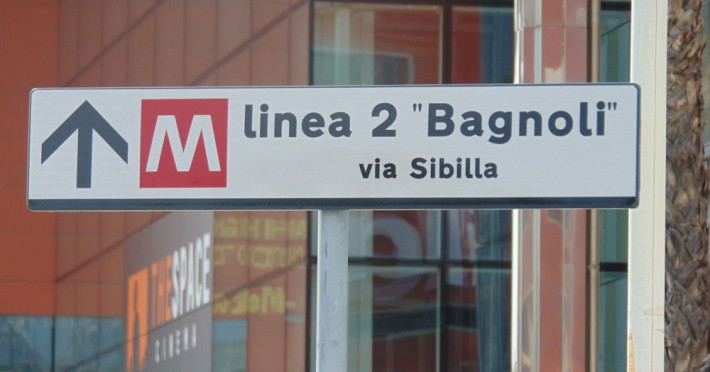 M linea 2 "Bagnoli"
via Sibilla
THE SPACE
CINEMA